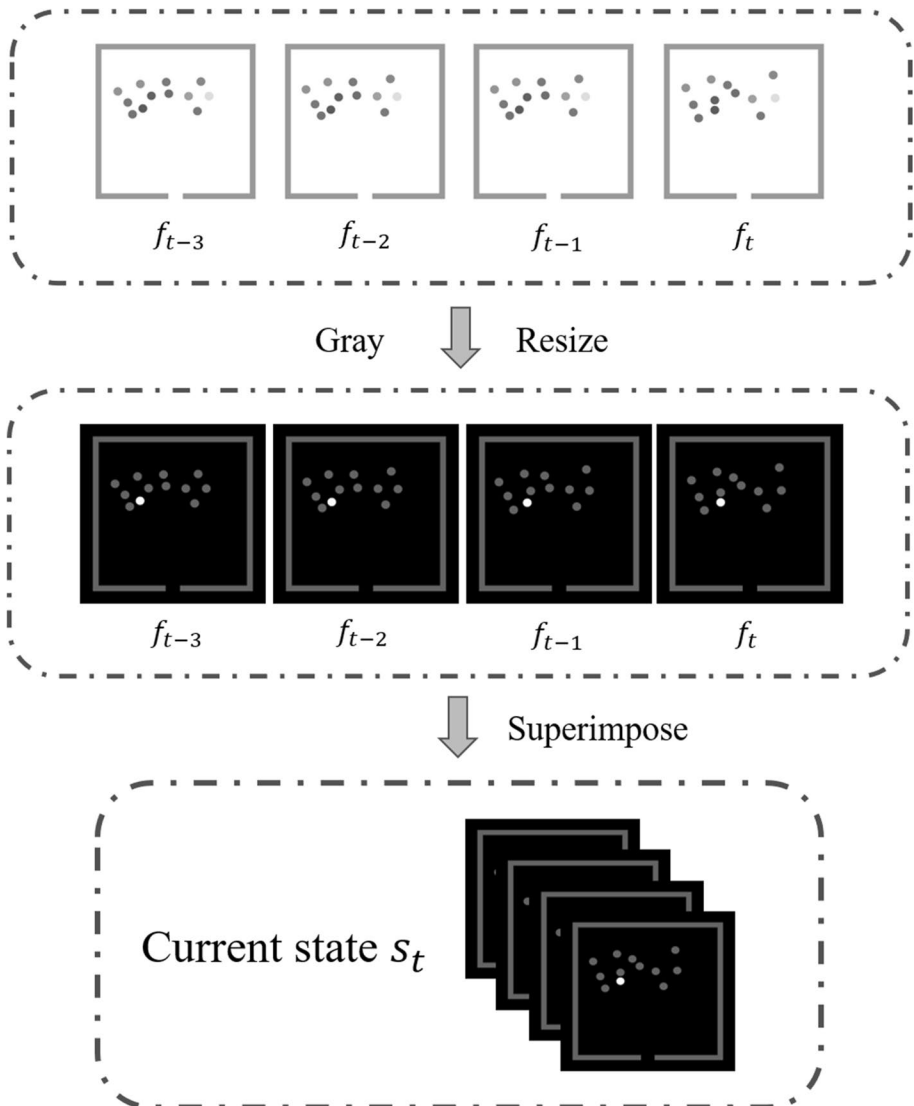 f_{t−3} f_{t−2} f_{t−1} f_t
Gray Resize
f_{t−3} f_{t−2} f_{t−1} f_t
Superimpose
Current state s_t